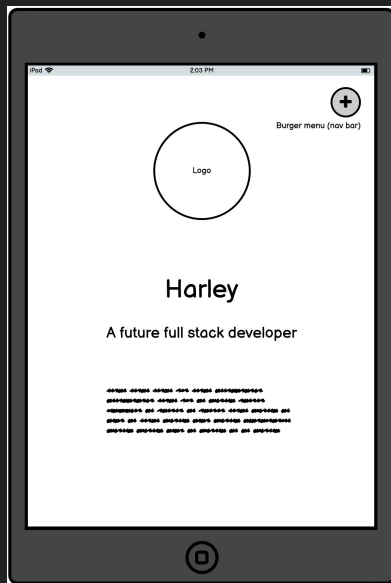 iPad 2:03 PM
+
Burger menu (nav bar)
Logo
Harley
A future full stack developer